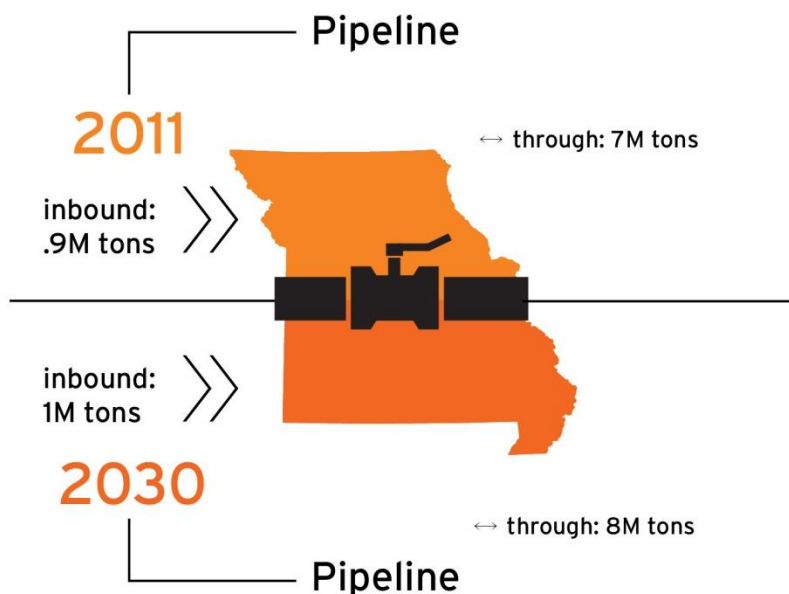 Pipeline
2011
↔ through: 7M tons
inbound:
.9M tons
inbound:
1M tons
2030
↔ through: 8M tons
Pipeline